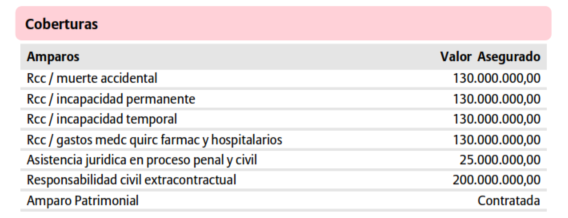 Coberturas
Amparos Valor Asegurado
Rcc / muerte accidental 130.000.000,00
Rcc / incapacidad permanente 130.000.000,00
Rcc / incapacidad temporal 130.000.000,00
Rcc / gastos medc quirc farmac y hospitalarios 130.000.000,00
Asistencia juridica en proceso penal y civil 25.000.000,00
Responsabilidad civil extracontractual 200.000.000,00
Amparo Patrimonial Contratada